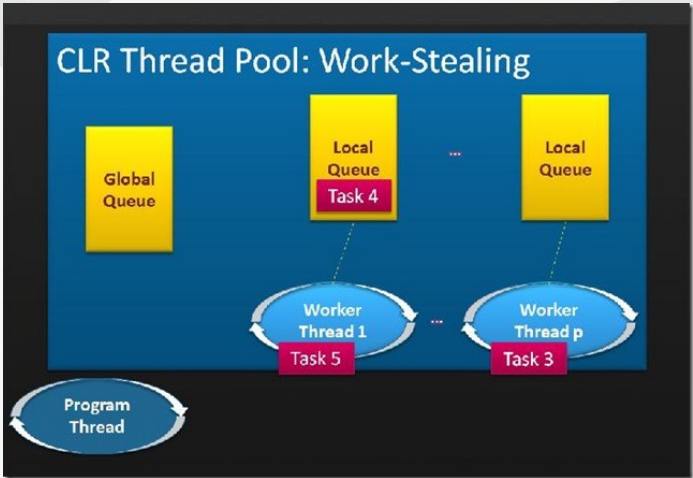 CLR Thread Pool: Work-Stealing
Global
Queue
Local
Queue
Task 4
...
Local
Queue
Worker
Thread 1
Task 5
...
Worker
Thread p
Task 3
Program
Thread